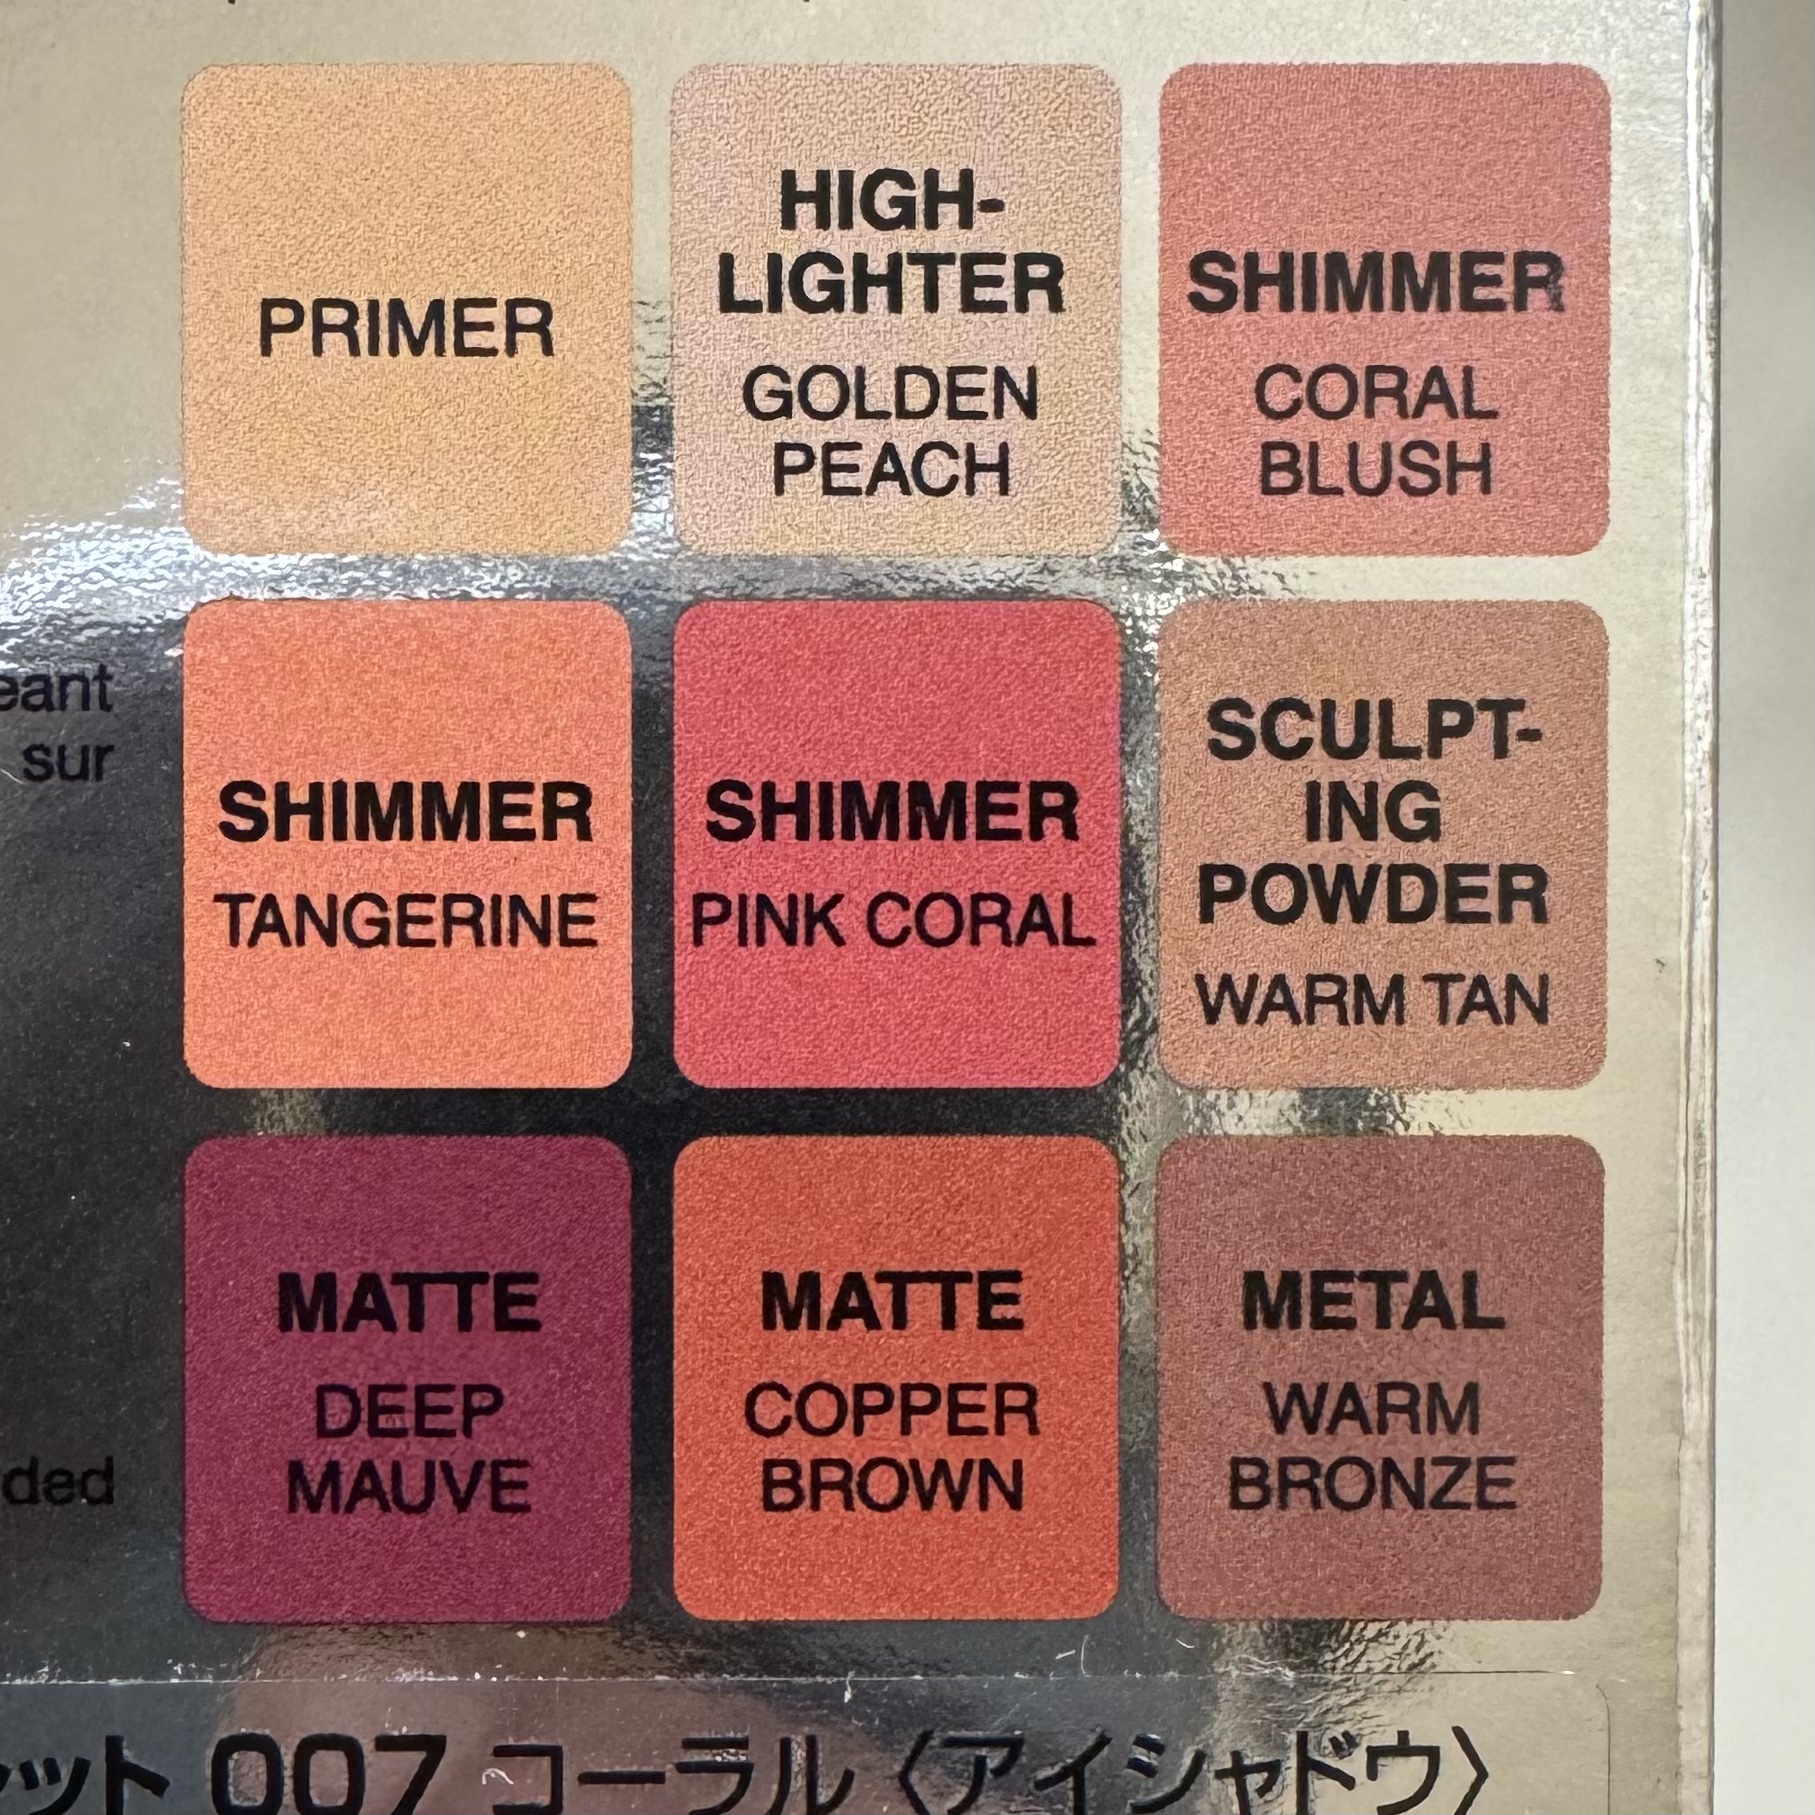 PRIMER
HIGH-
LIGHTER
GOLDEN
PEACH
SHIMMER
CORAL
BLUSH
eant
sur
SHIMMER
TANGERINE
SHIMMER
PINK CORAL
SCULPT-
ING
POWDER
WARM TAN
MATTE
DEEP
MAUVE
MATTE
COPPER
BROWN
METAL
WARM
BRONZE
ded
ット 007 コーラル〈アイシャドウ〉